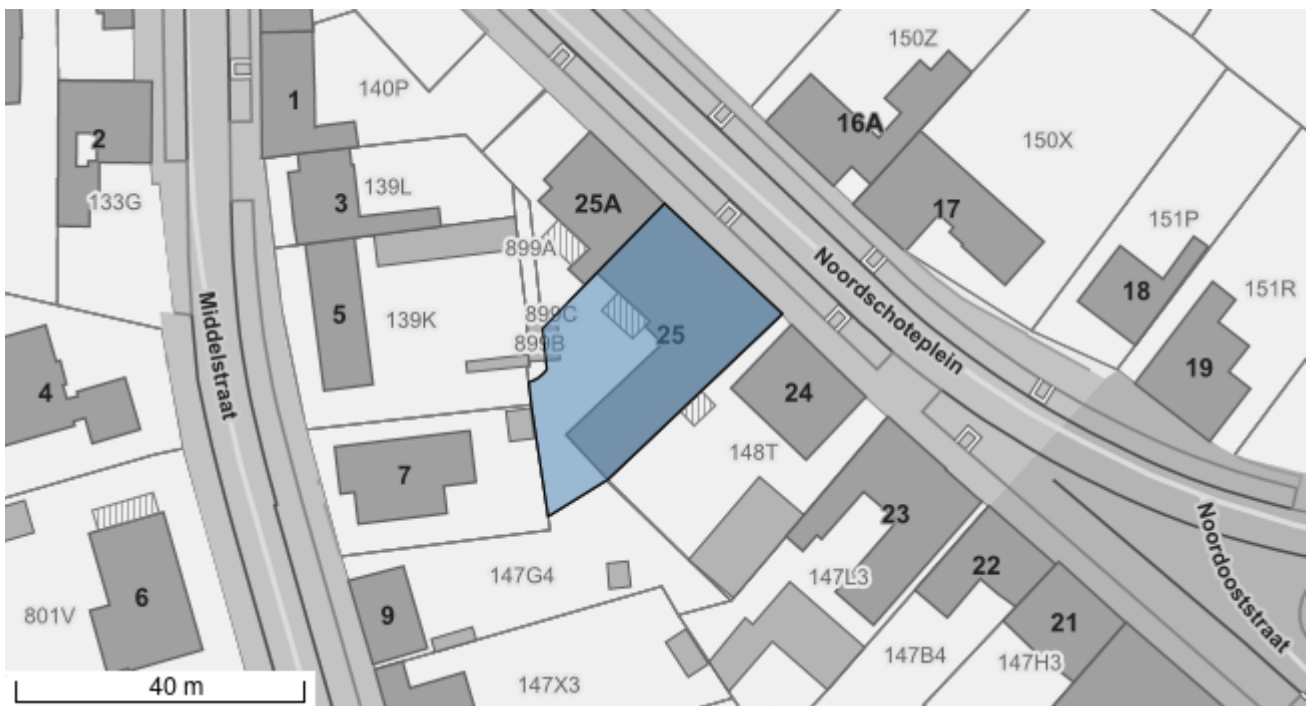 150Z
140P
1
16A
2
150X
139L
3
25A
133G
17
151P
899A
Noordschoteplein
18
151R
Middelstraat
5
139K
899C
899B
25
19
4
24
7
148T
23
Noordooststraat
22
147G4
147L3
6
801V
9
21
147B4
147H3
147X3
40 m